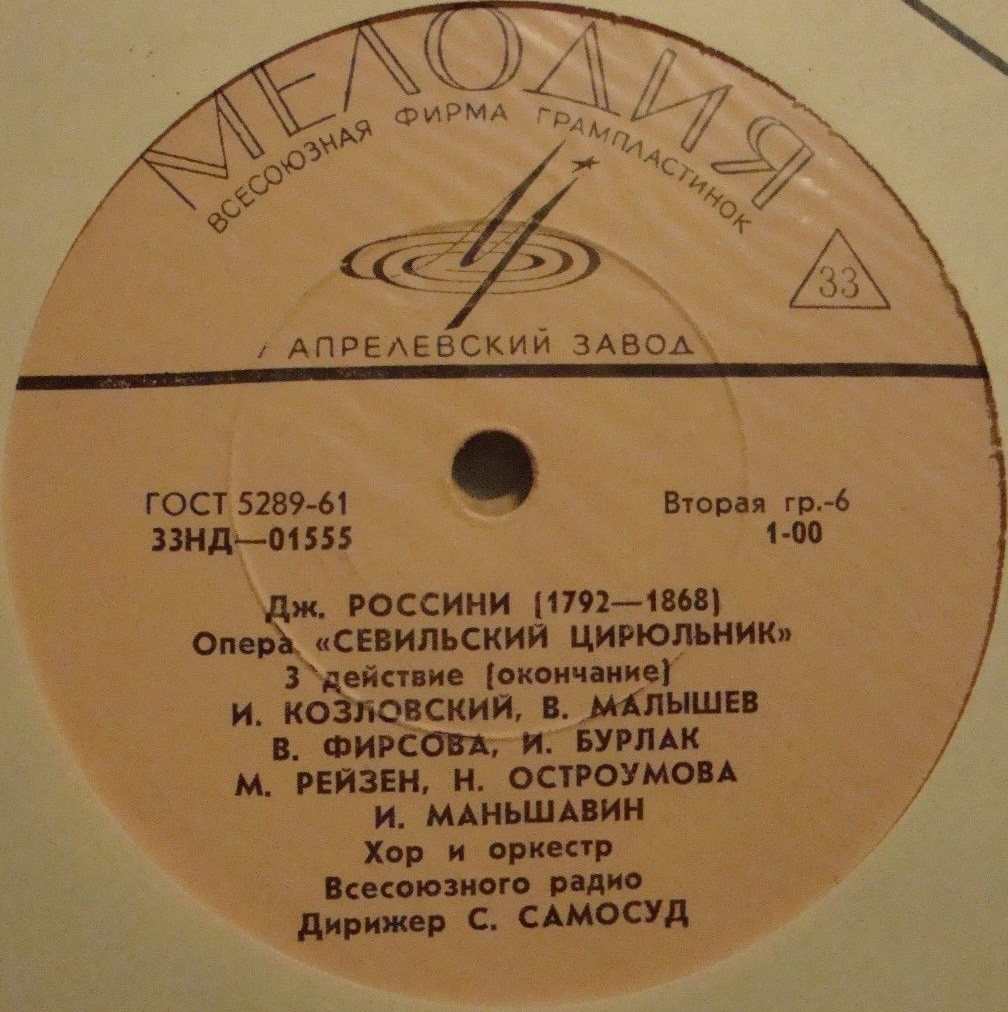 МЕЛОДИЯ
ВСЕСОЮЗНАЯ ФИРМА ГРАМПЛАСТИНОК
33
АПРЕЛЕВСКИЙ ЗАВОД
ГОСТ 5289-61
Вторая гр.-6
33НД—01555
1-00
Дж. РОССИНИ (1792—1868)
Опера «СЕВИЛЬСКИЙ ЦИРЮЛЬНИК»
3 действие (окончание)
И. КОЗЛОВСКИЙ, В. МАЛЫШЕВ
В. ФИРСОВА, И. БУРЛАК
М. РЕЙЗЕН, Н. ОСТРОУМОВА
И. МАНЬШАВИН
Хор и оркестр
Всесоюзного радио
Дирижер С. САМОСУД